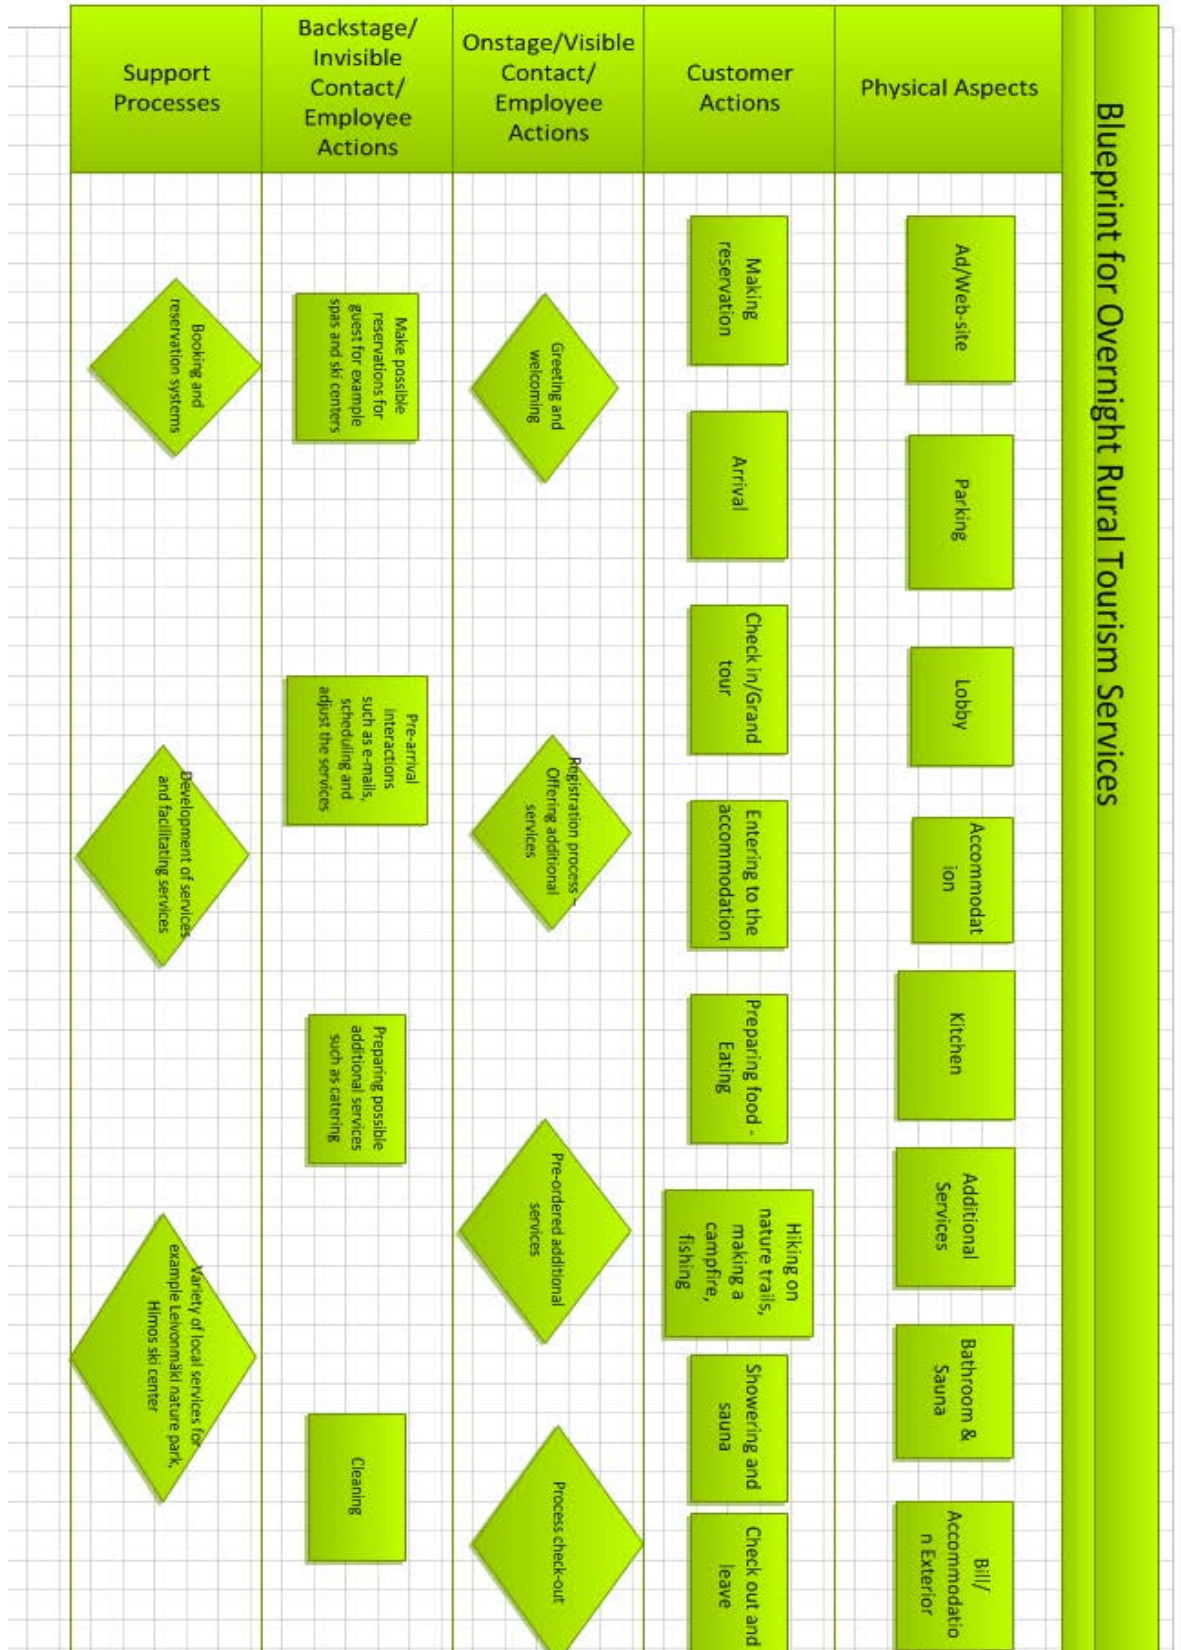 Blueprint for Overnight Rural Tourism Services
Physical Aspects
Ad/Web-site
Parking
Lobby
Accommodat
ion
Kitchen
Additional
Services
Bathroom &
Sauna
Bill/
Accommodatio
n Exterior
Customer
Actions
Making
reservation
Arrival
Check in/Grand
tour
Entering to the
accommodation
Preparing food -
Eating
Hiking on
nature trails,
making a
campfire,
fishing
Showering and
sauna
Check out and
leave
Onstage/Visible
Contact/
Employee
Actions
Greeting and
welcoming
Registration process –
Offering additional
services
Pre-ordered additional
services
Process check-out
Backstage/
Invisible
Contact/
Employee
Actions
Make possible
reservations for
guest for example
spas and ski centers
Pre-arrival
interactions
such as e-mails,
scheduling and
adjust the services
Preparing possible
additional services
such as catering
Cleaning
Support
Processes
Booking and
reservation systems
Development of services
and facilitating services
Variety of local services for
example Leivonmäki nature park,
Himos ski center